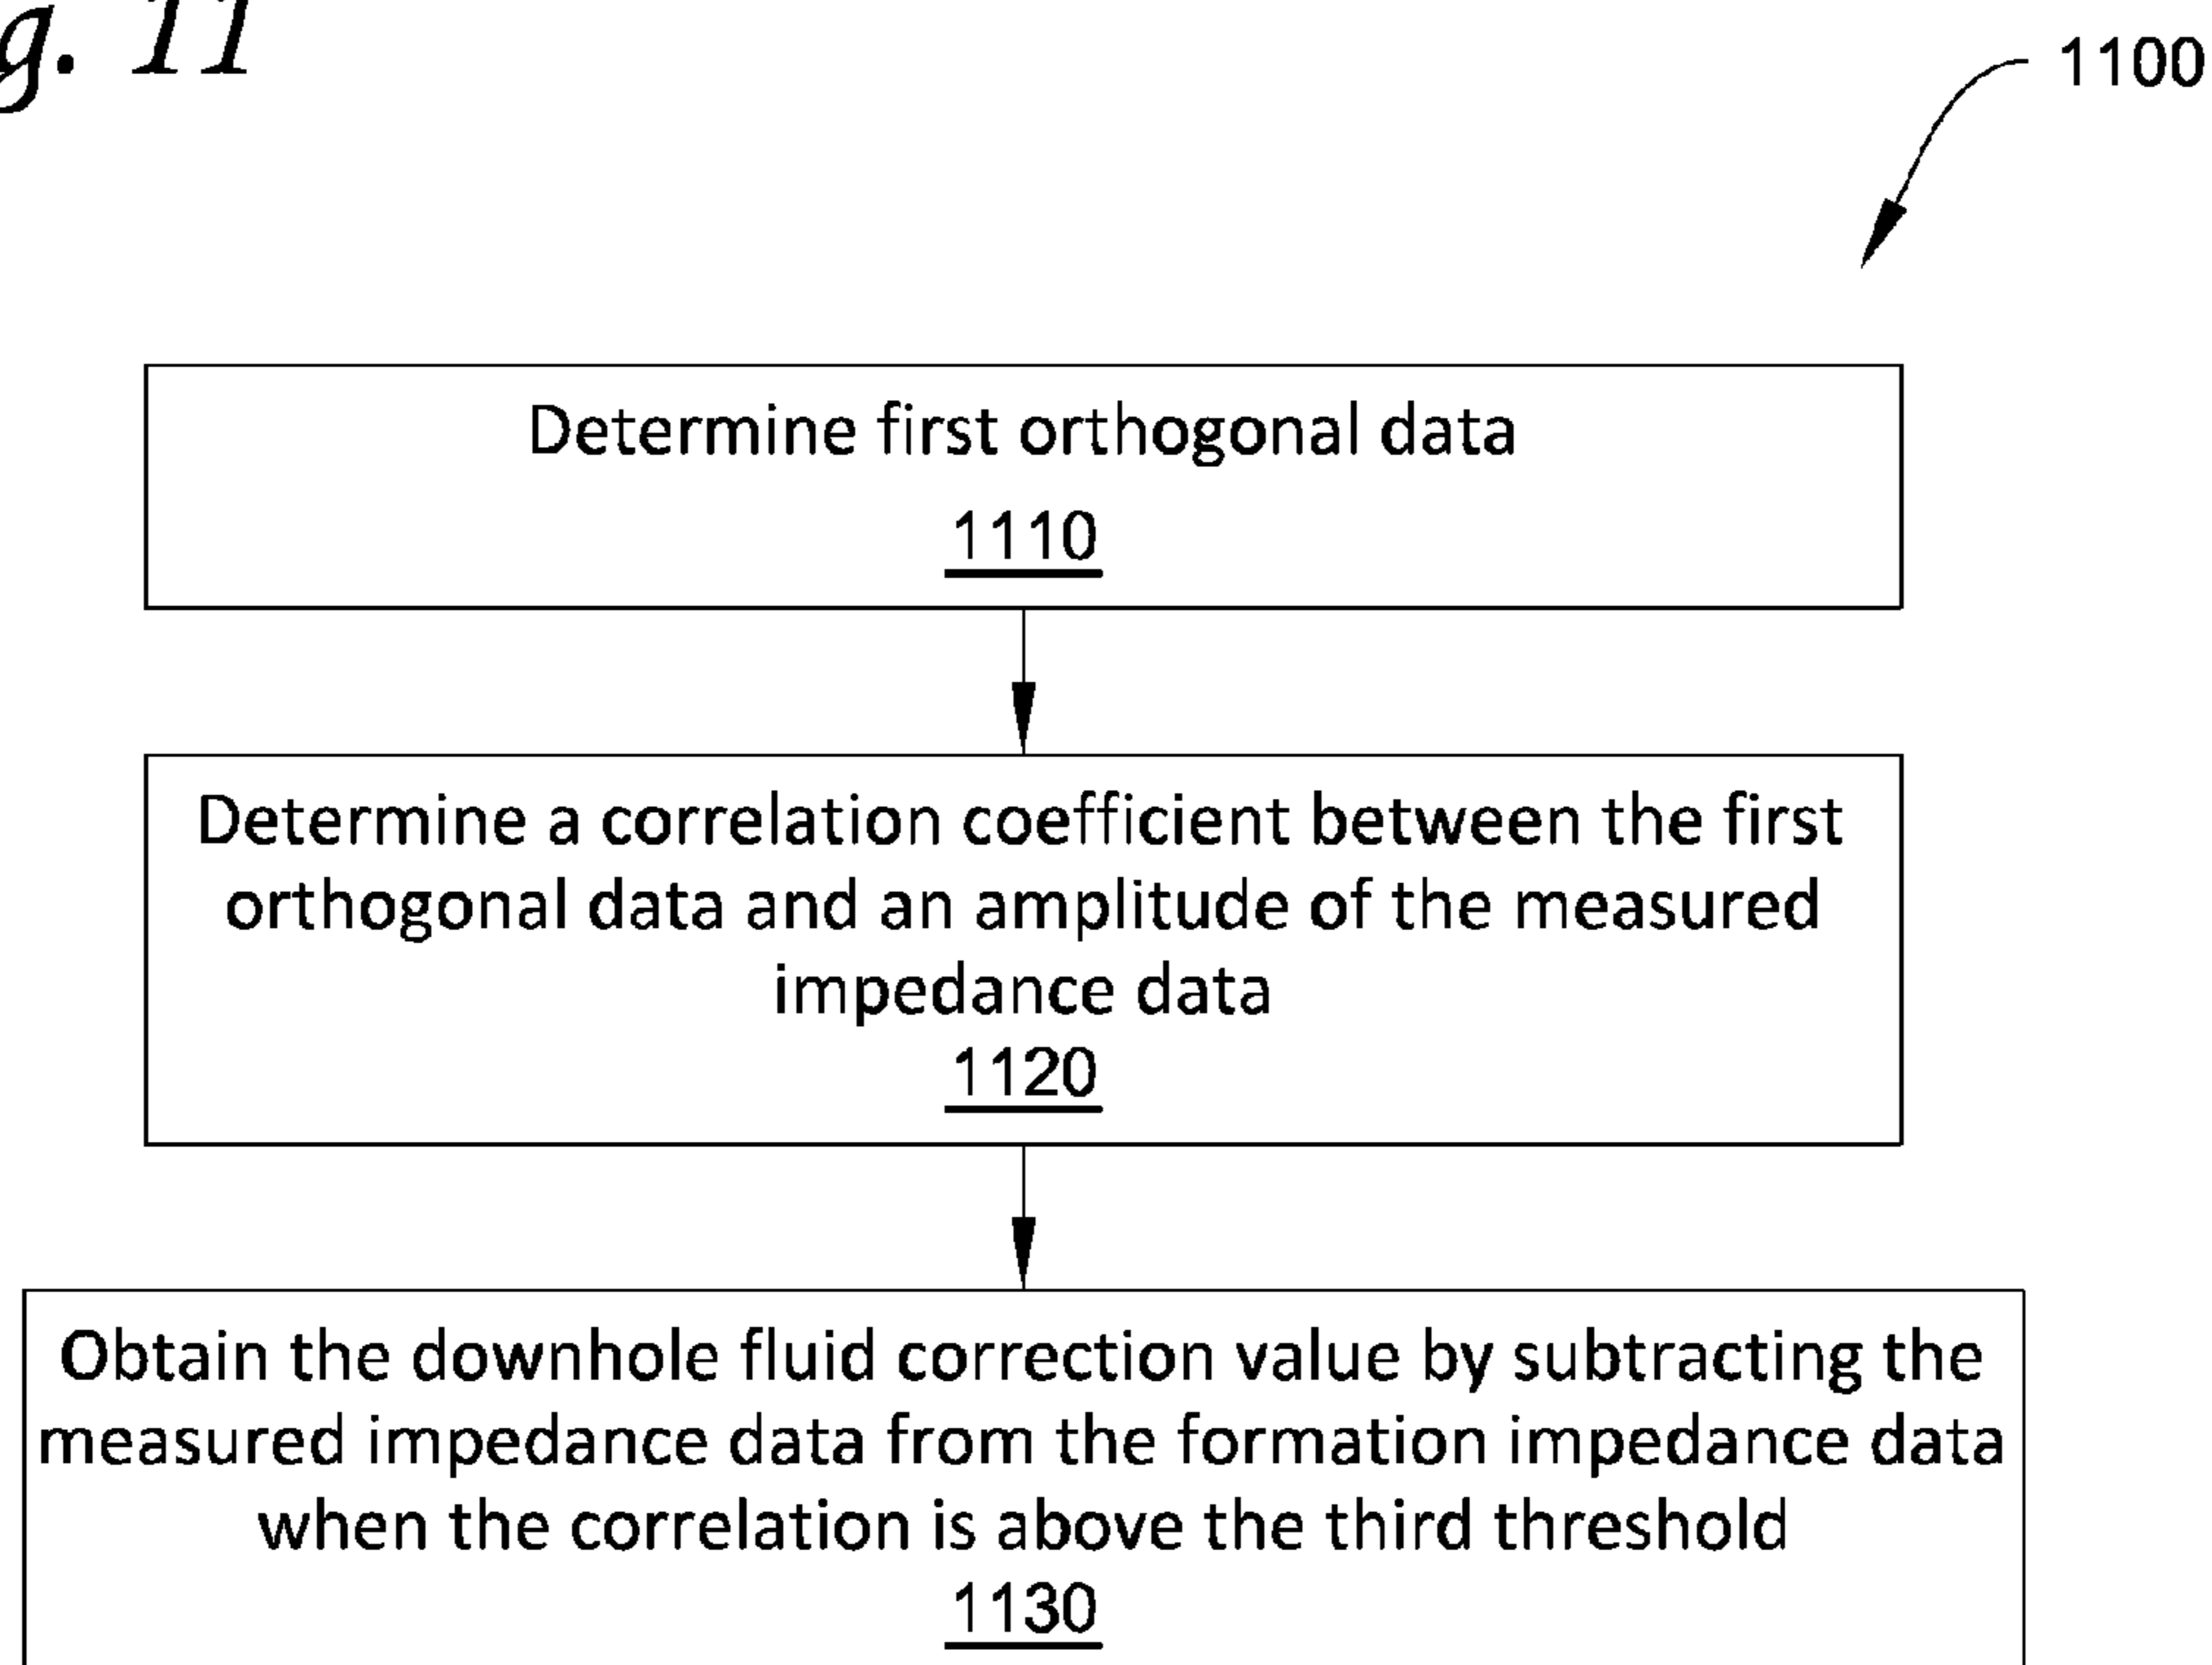 g. 11
1100
Determine first orthogonal data
1110
Determine a correlation coefficient between the first
orthogonal data and an amplitude of the measured
impedance data
1120
Obtain the downhole fluid correction value by subtracting the
measured impedance data from the formation impedance data
when the correlation is above the third threshold
1130